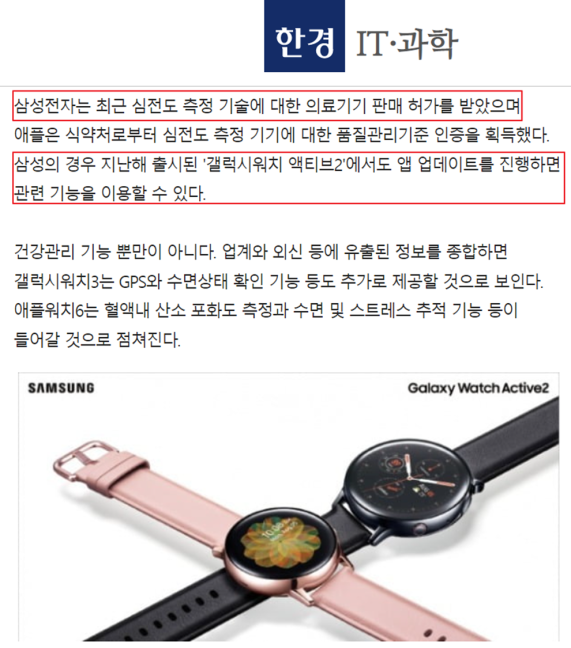 한경 IT·과학
삼성전자는 최근 심전도 측정 기술에 대한 의료기기 판매 허가를 받았으며
애플은 식약처로부터 심전도 측정 기기에 대한 품질관리기준 인증을 획득했다.
삼성의 경우 지난해 출시된 '갤럭시워치 액티브2'에서도 앱 업데이트를 진행하면
관련 기능을 이용할 수 있다.
건강관리 기능 뿐만이 아니다. 업계와 외신 등에 유출된 정보를 종합하면
갤럭시워치3는 GPS와 수면상태 확인 기능 등도 추가로 제공할 것으로 보인다.
애플워치6는 혈액내 산소 포화도 측정과 수면 및 스트레스 추적 기능 등이
들어갈 것으로 점쳐진다.
SAMSUNG
Galaxy Watch Active2